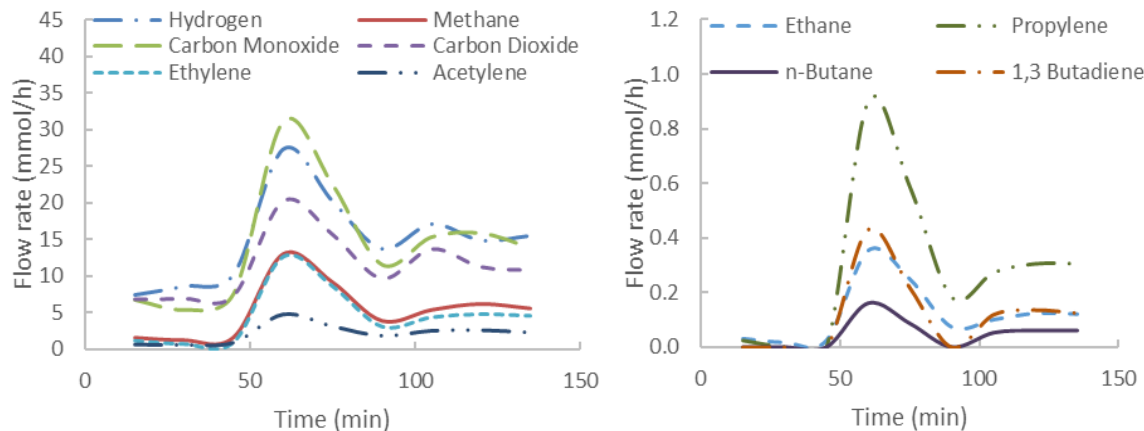 Hydrogen Methane
Carbon Monoxide Carbon Dioxide
Ethylene Acetylene
Flow rate (mmol/h)
45
40
35
30
25
20
15
10
5
0
0 50 100 150
Time (min)
Ethane Propylene
n-Butane 1,3 Butadiene
Flow rate (mmol/h)
1.2
1.0
0.8
0.6
0.4
0.2
0.0
0 50 100 150
Time (min)